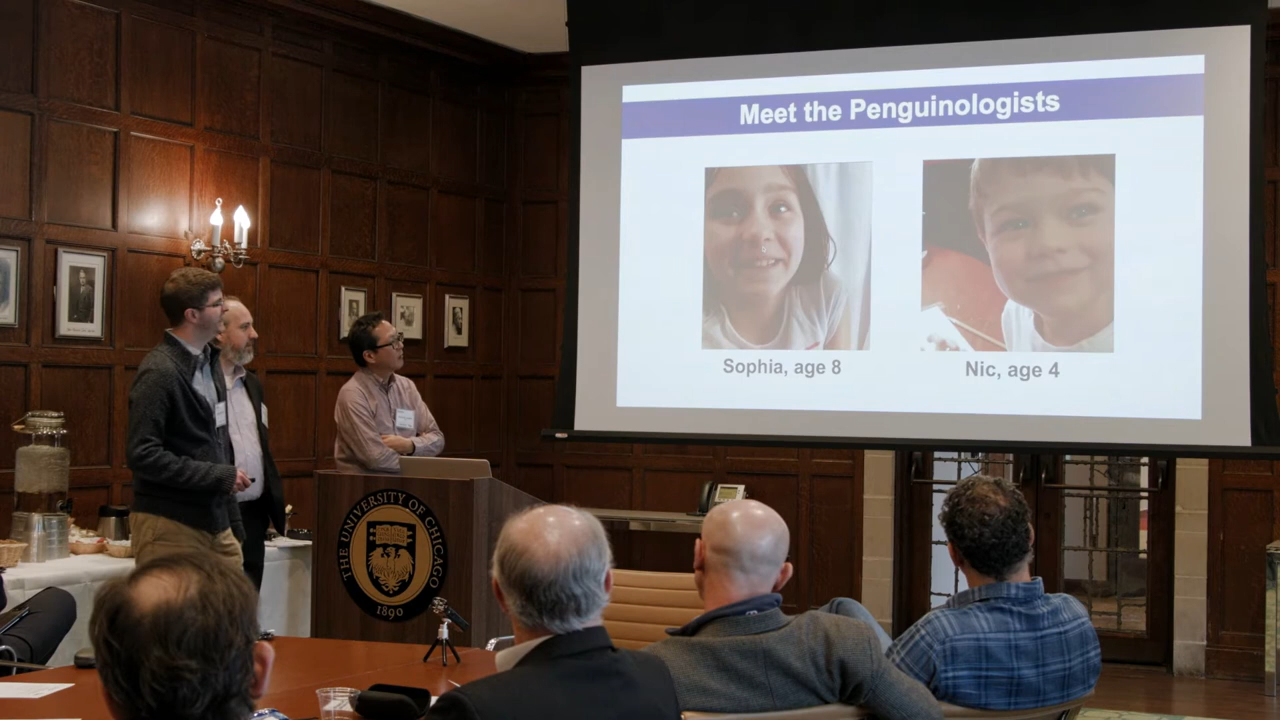 Meet the Penguinologists
Sophia, age 8
Nic, age 4
THE UNIVERSITY OF CHICAGO
1890